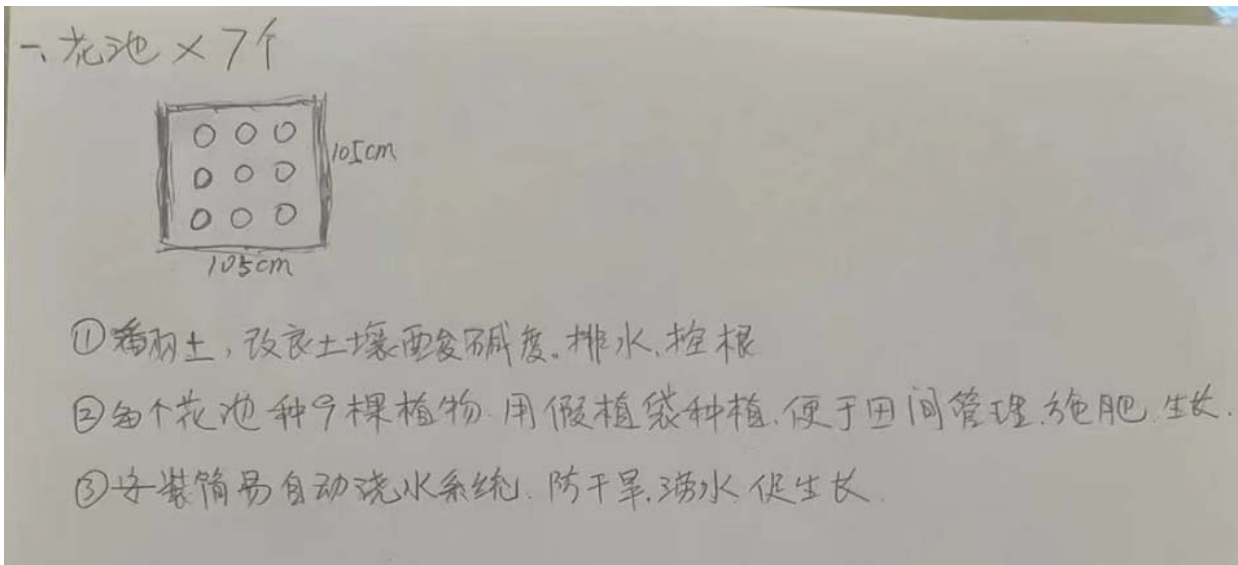 一、花池×7个
105cm
105cm
①翻土,改良土壤酸碱度。排水.控根
②每个花池种9棵植物.用假植袋种植.便于田间管理.施肥.生长.
③安装简易自动浇水系统.防干旱.涝水.促生长.